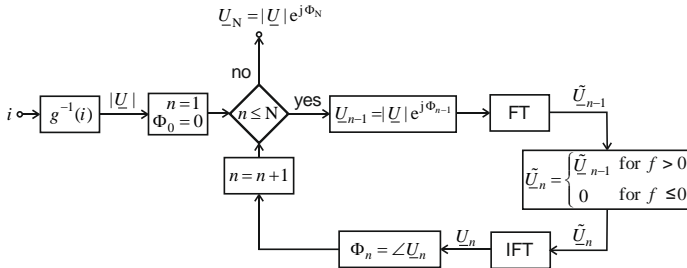 U_N = |U| e^{jΦ_N}
no
i
g^{-1}(i)
|U|
n = 1
Φ_0 = 0
n ≤ N
yes
U_{n−1} = |U| e^{jΦ_{n−1}}
FT
Ũ_{n−1}
n = n +1
Ũ_n = { Ũ_{n−1} for f > 0
0 for f ≤ 0
Φ_n = ∠U_n
U_n
IFT
Ũ_n